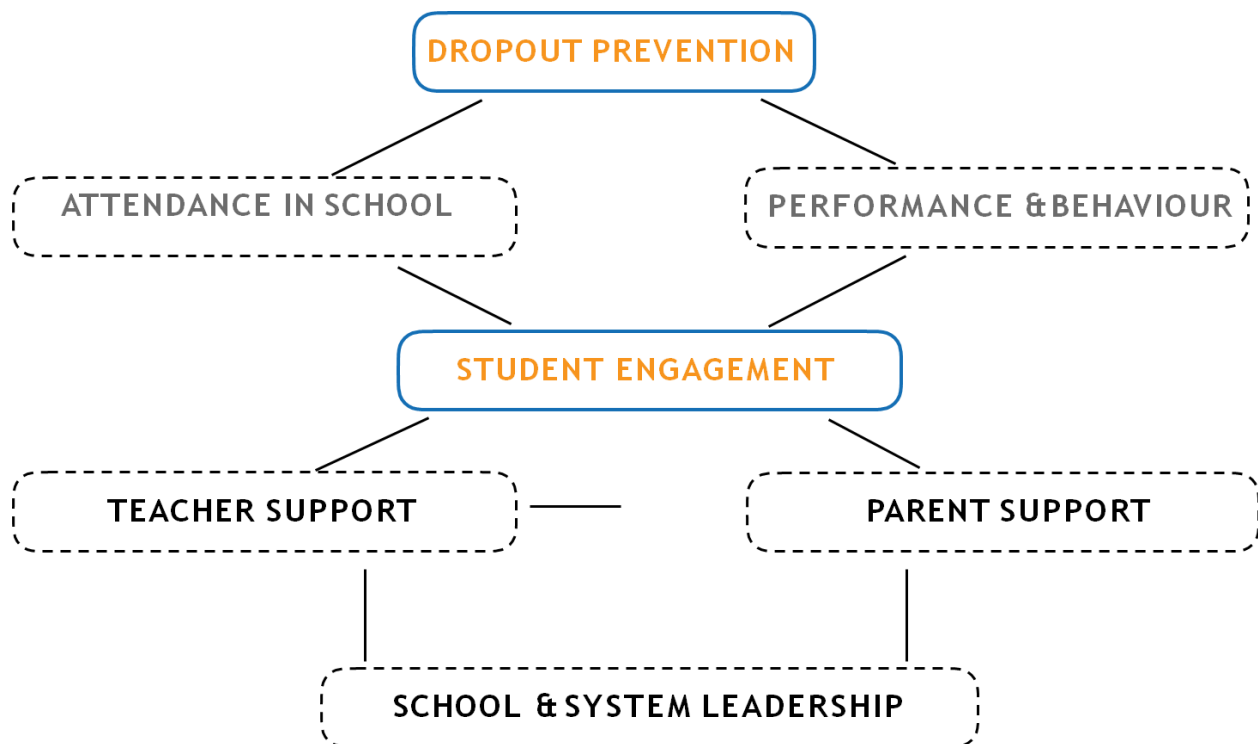 DROPOUT PREVENTION
ATTENDANCE IN SCHOOL
PERFORMANCE & BEHAVIOUR
STUDENT ENGAGEMENT
TEACHER SUPPORT
PARENT SUPPORT
SCHOOL & SYSTEM LEADERSHIP